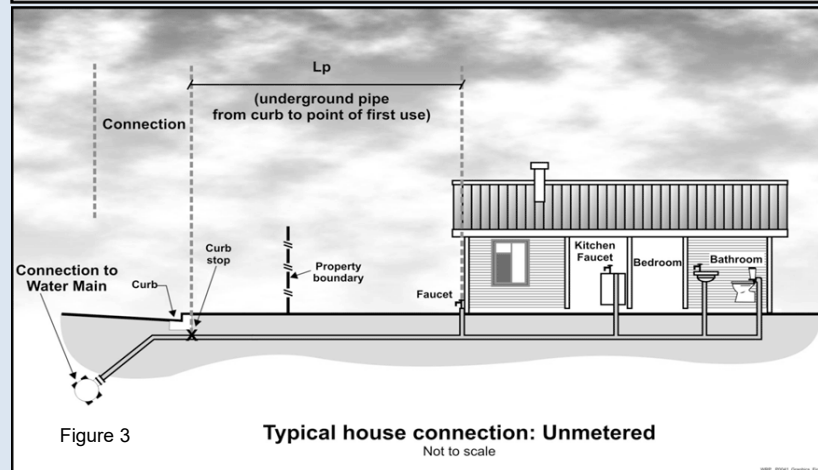 Lp
(underground pipe
from curb to point of first use)
Connection
Connection to
Water Main
Curb
Curb
stop
Property
boundary
Faucet
Kitchen
Faucet
Bedroom
Bathroom
Figure 3
Typical house connection: Unmetered
Not to scale